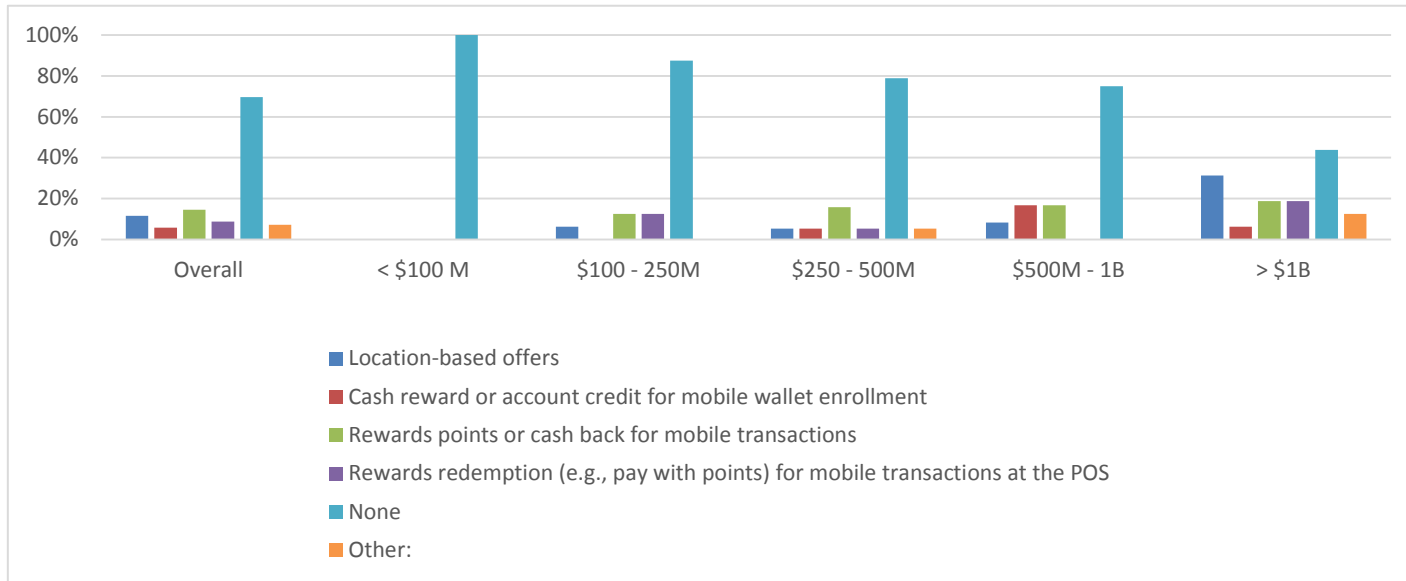 100%
80%
60%
40%
20%
0%
Overall
< $100 M
$100 - 250M
$250 - 500M
$500M - 1B
> $1B
Location-based offers
Cash reward or account credit for mobile wallet enrollment
Rewards points or cash back for mobile transactions
Rewards redemption (e.g., pay with points) for mobile transactions at the POS
None
Other: